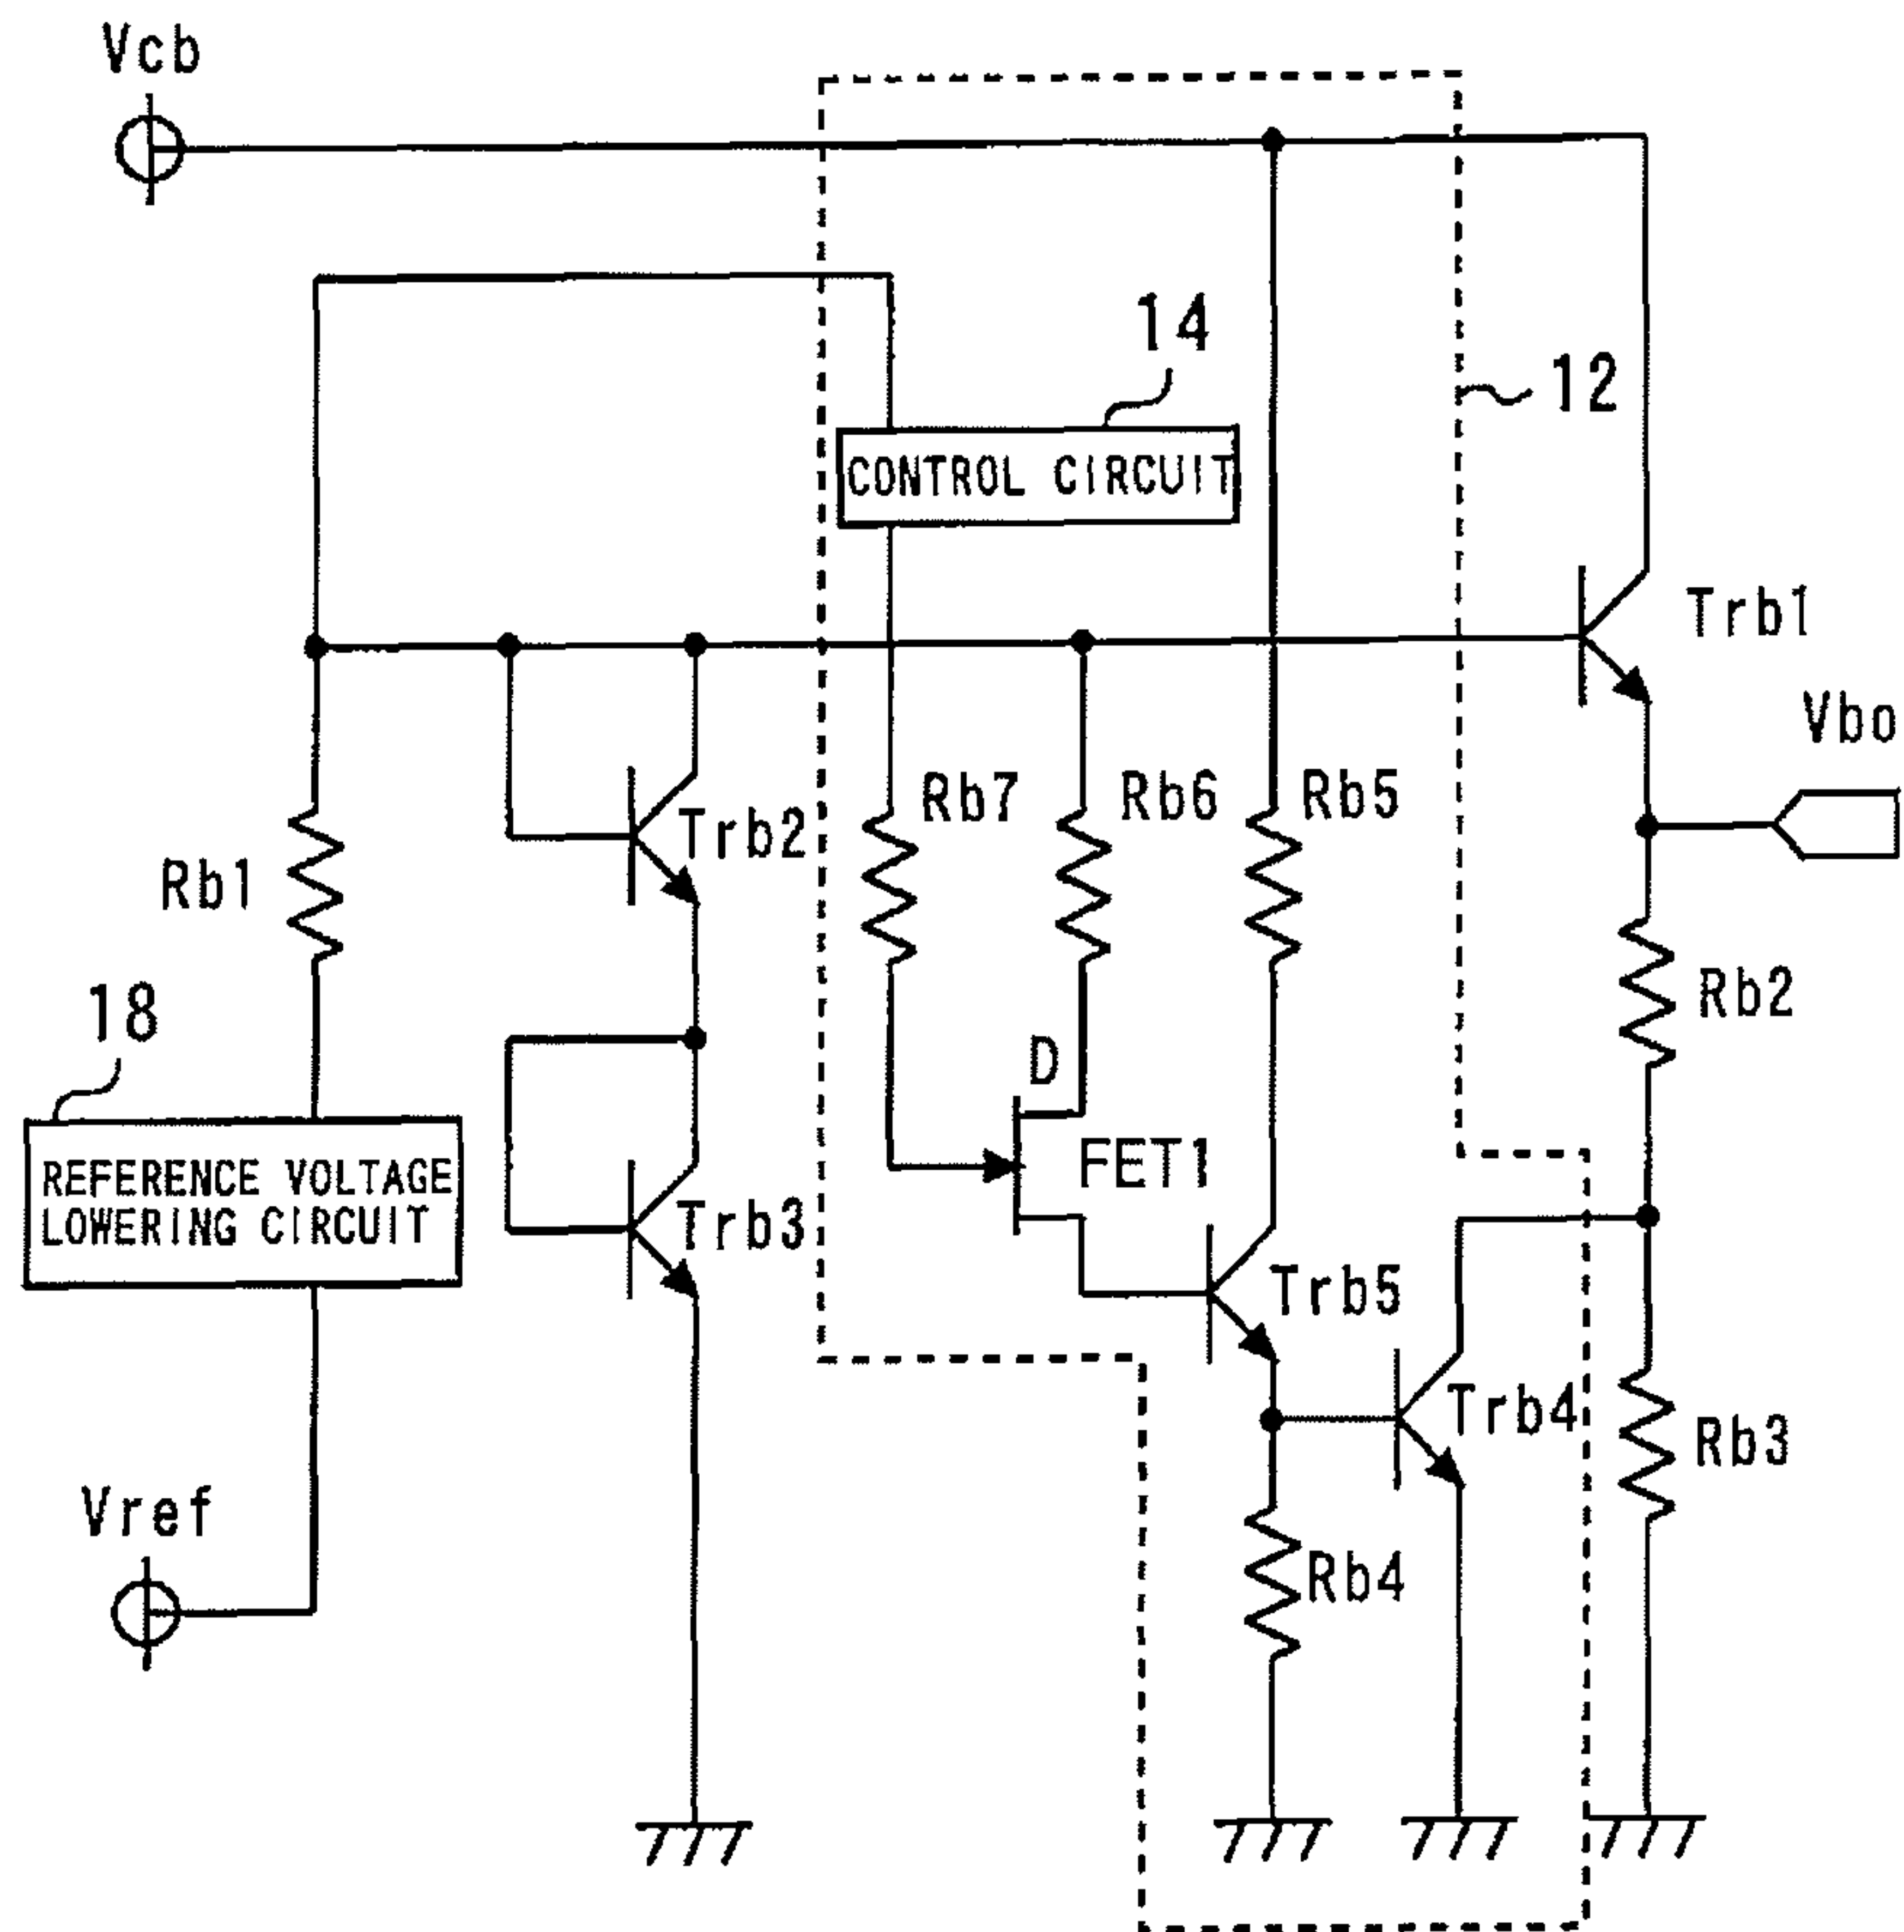 Vcb
14
12
CONTROL CIRCUIT
Trb1
Vbo
Rb7
Rb6
Rb5
Trb2
Rb1
Rb2
18
D
REFERENCE VOLTAGE
LOWERING CIRCUIT
FET1
Trb3
Trb5
Trb4
Rb3
Vref
Rb4